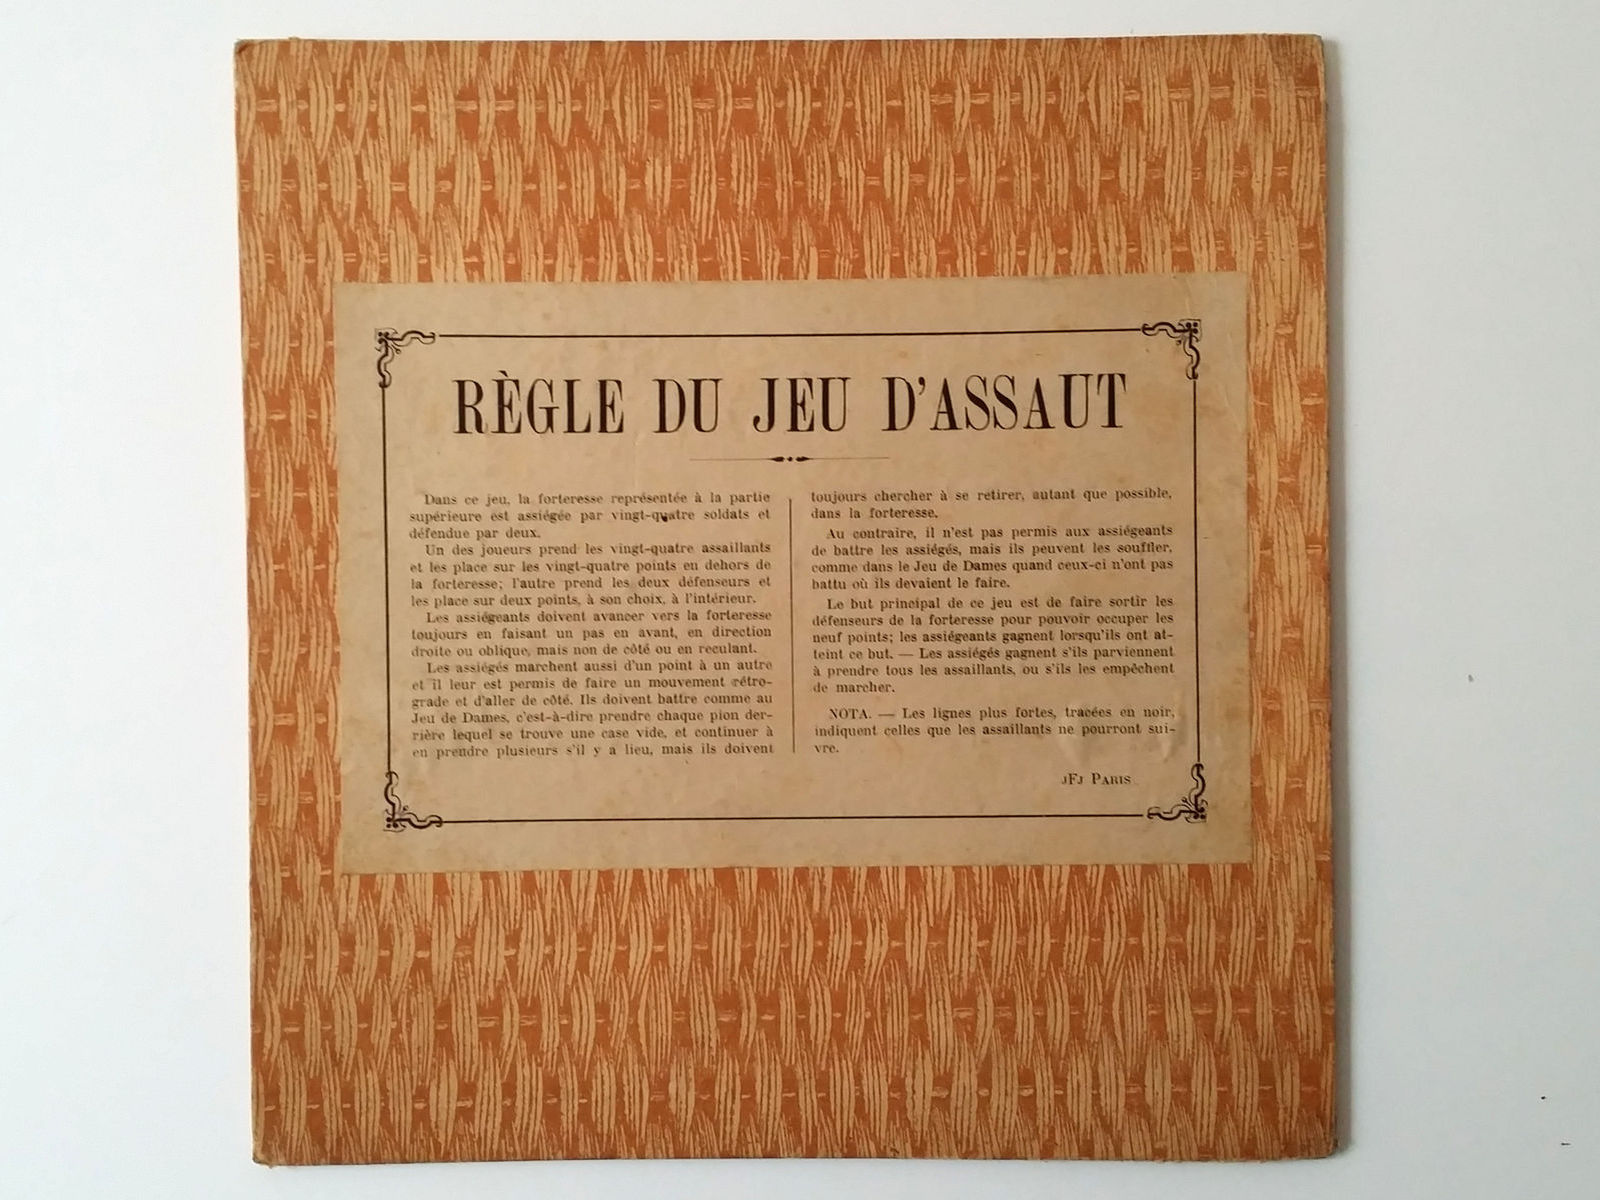 RÈGLE DU JEU D'ASSAUT
Dans ce jeu, la forteresse représentée à la partie
supérieure est assiégée par vingt-quatre soldats et
défendue par deux.
Un des joueurs prend les vingt-quatre assaillants
et les place sur les vingt-quatre points en dehors de
la forteresse; l'autre prend les deux défenseurs et
les place sur deux points, à son choix, à l'intérieur.
Les assiégeants doivent avancer vers la forteresse
toujours en faisant un pas en avant, en direction
droite ou oblique, mais non de côté ou en reculant.
Les assiégés marchent aussi d'un point à un autre
et il leur est permis de faire un mouvement rétro-
grade et d'aller de côté. Ils doivent battre comme au
Jeu de Dames, c'est-à-dire prendre chaque pion der-
rière lequel se trouve une case vide, et continuer à
en prendre plusieurs s'il y a lieu, mais ils doivent
toujours chercher à se retirer, autant que possible,
dans la forteresse.
Au contraire, il n'est pas permis aux assiégeants
de battre les assiégés, mais ils peuvent les souffler,
comme dans le Jeu de Dames quand ceux-ci n'ont pas
battu où ils devaient le faire.
Le but principal de ce jeu est de faire sortir les
défenseurs de la forteresse pour pouvoir occuper les
neuf points; les assiégeants gagnent lorsqu'ils ont at-
teint ce but. — Les assiégés gagnent s'ils parviennent
à prendre tous les assaillants, ou s'ils les empêchent
de marcher.
NOTA. — Les lignes plus fortes, tracées en noir,
indiquent celles que les assaillants ne pourront sui-
vre.
JFJ PARIS